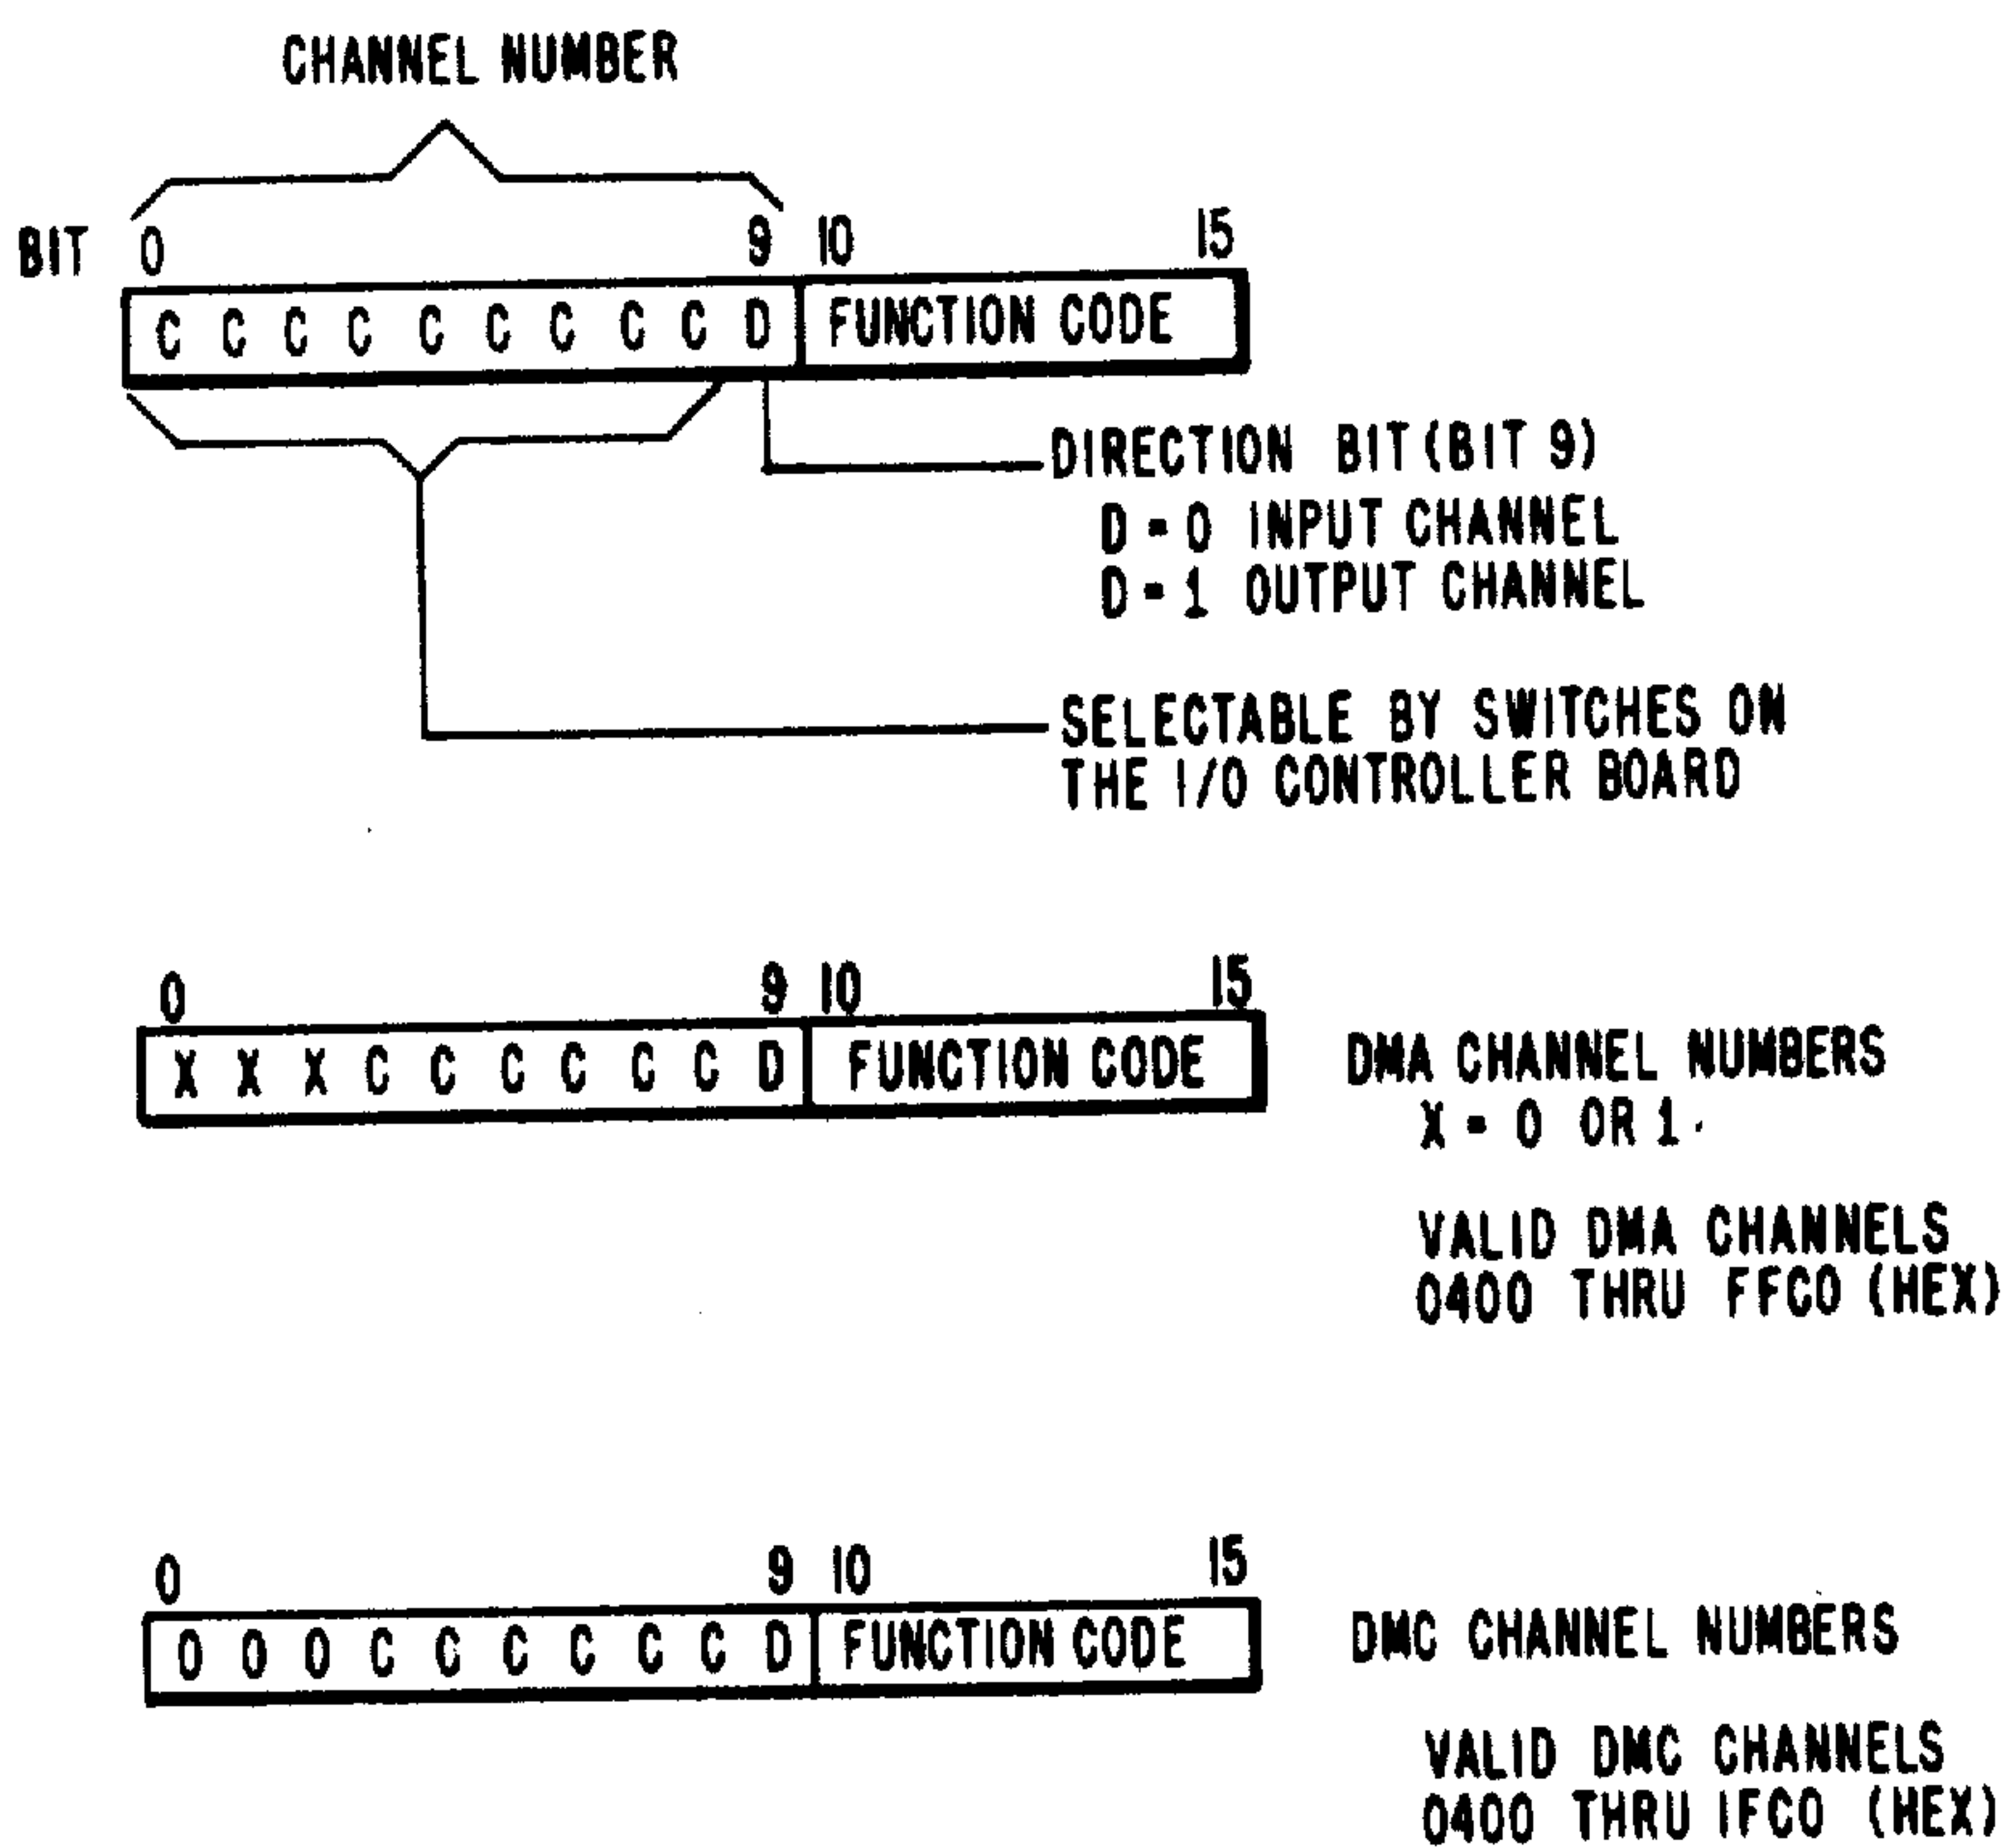 CHANNEL NUMBER
BIT 0 9 10 15
C C C C C C C C C D FUNCTION CODE
DIRECTION BIT (BIT 9)
D = 0 INPUT CHANNEL
D = 1 OUTPUT CHANNEL
SELECTABLE BY SWITCHES ON
THE I/O CONTROLLER BOARD
0 9 10 15
X X X C C C C C C D FUNCTION CODE
DMA CHANNEL NUMBERS
X = 0 OR 1.
VALID DMA CHANNELS
0400 THRU FFC0 (HEX)
0 9 10 15
0 0 0 C C C C C C D FUNCTION CODE
DMC CHANNEL NUMBERS
VALID DMC CHANNELS
0400 THRU 1FC0 (HEX)